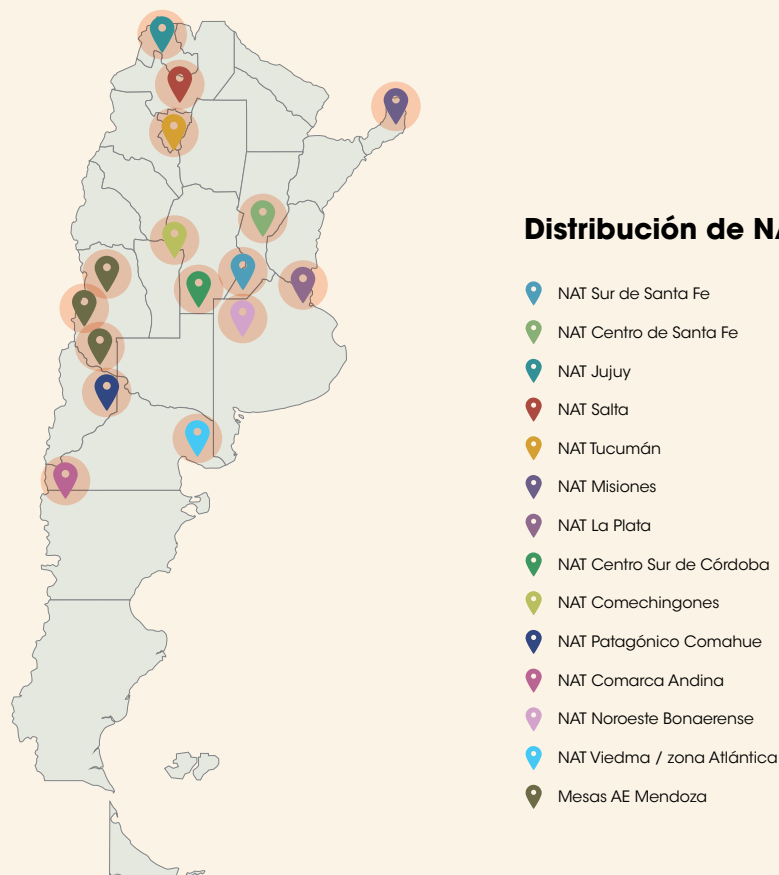 Distribución de NA
NAT Sur de Santa Fe
NAT Centro de Santa Fe
NAT Jujuy
NAT Salta
NAT Tucumán
NAT Misiones
NAT La Plata
NAT Centro Sur de Córdoba
NAT Comechingones
NAT Patagónico Comahue
NAT Comarca Andina
NAT Noroeste Bonaerense
NAT Viedma / zona Atlántica
Mesas AE Mendoza